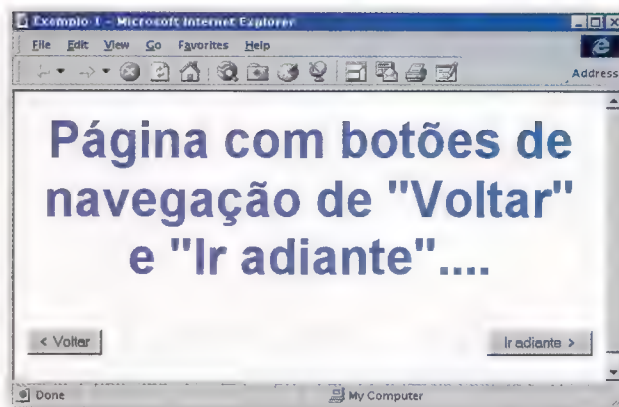 Exemplo 1 - Microsoft Internet Explorer
File Edit View Go Favorites Help
Address
Página com botões de
navegação de "Voltar"
e "Ir adiante"....
< Voltar
Ir adiante >
Done
My Computer